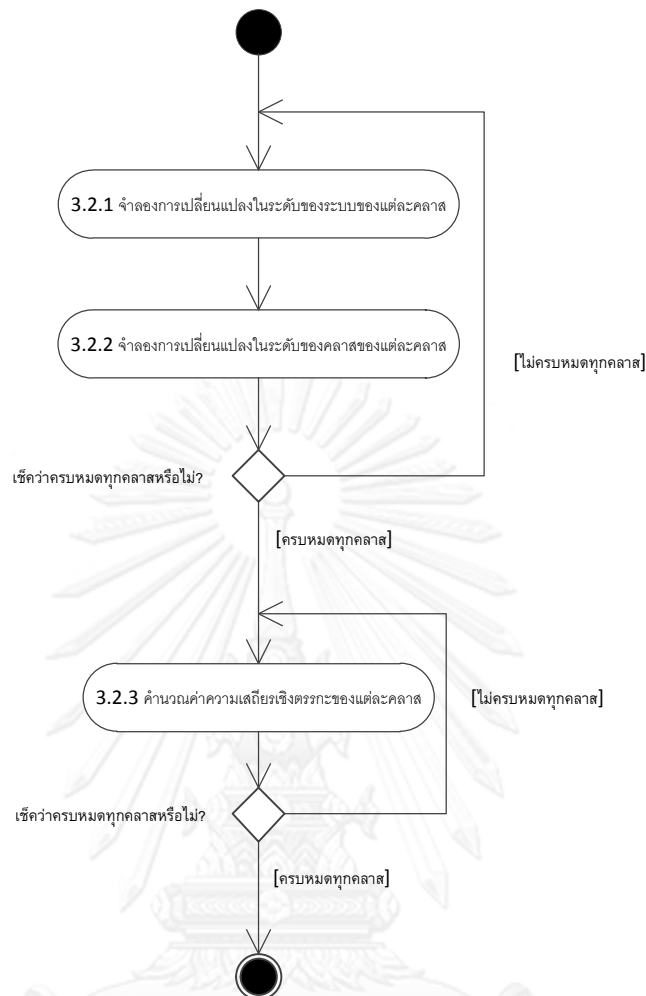 3.2.1 จำลองการเปลี่ยนแปลงในระดับของระบบของแต่ละคลาส
3.2.2 จำลองการเปลี่ยนแปลงในระดับของคลาสของแต่ละคลาส
[ไม่ครบหมดทุกคลาส]
เช็คว่าครบหมดทุกคลาสหรือไม่?
[ครบหมดทุกคลาส]
3.2.3 คำนวณค่าความเสถียรเชิงตรรกะของแต่ละคลาส
[ไม่ครบหมดทุกคลาส]
เช็คว่าครบหมดทุกคลาสหรือไม่?
[ครบหมดทุกคลาส]